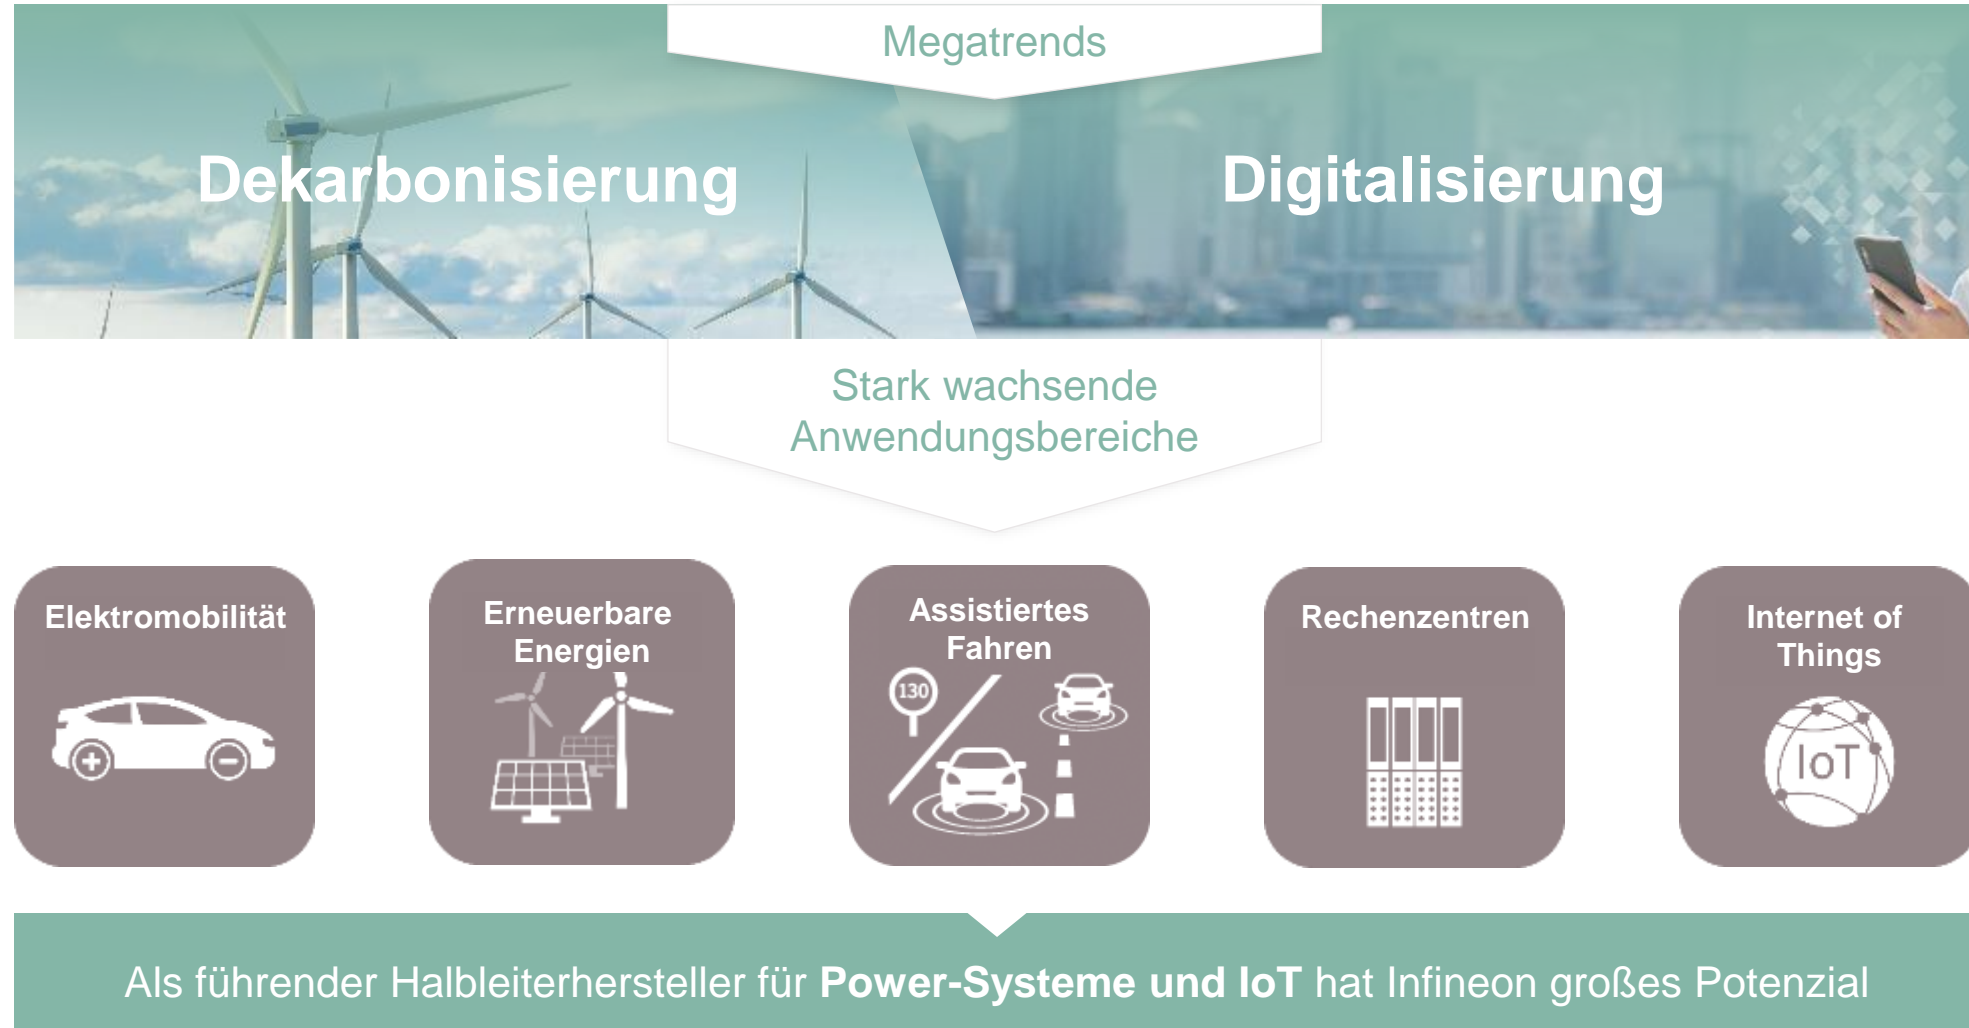 Megatrends
Dekarbonisierung
Digitalisierung
Stark wachsende
Anwendungsbereiche
Elektromobilität
Erneuerbare
Energien
Assistiertes
Fahren
130
Rechenzentren
Internet of
Things
IoT
Als führender Halbleiterhersteller für Power-Systeme und IoT hat Infineon großes Potenzial